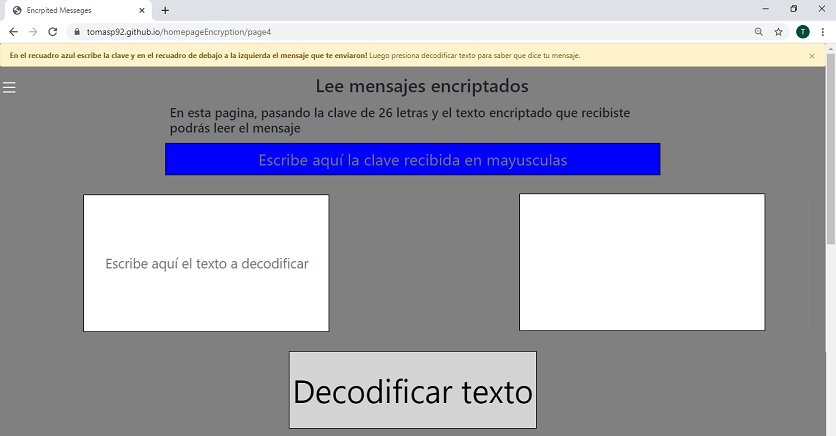 Encrpited Messeges
tomasp92.github.io/homepageEncryption/page4
T
En el recuadro azul escribe la clave y en el recuadro de debajo a la izquierda el mensaje que te enviaron! Luego presiona decodificar texto para saber que dice tu mensaje.
Lee mensajes encriptados
En esta pagina, pasando la clave de 26 letras y el texto encriptado que recibiste
podrás leer el mensaje
Escribe aquí la clave recibida en mayusculas
Escribe aquí el texto a decodificar
Decodificar texto